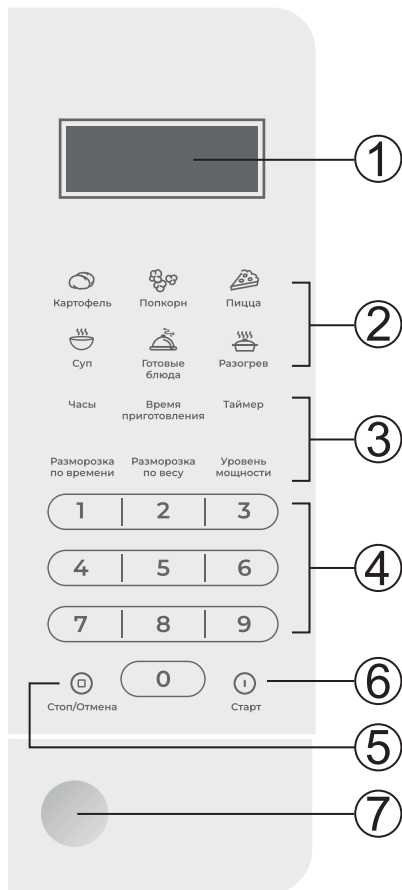 1
Картофель Попкорн Пицца
2
Суп Готовые блюда Разогрев
Часы Время приготовления Таймер
3
Разморозка по времени Разморозка по весу Уровень мощности
1 2 3
4 5 6
4
7 8 9
0
6
Стоп/Отмена Старт
5
7